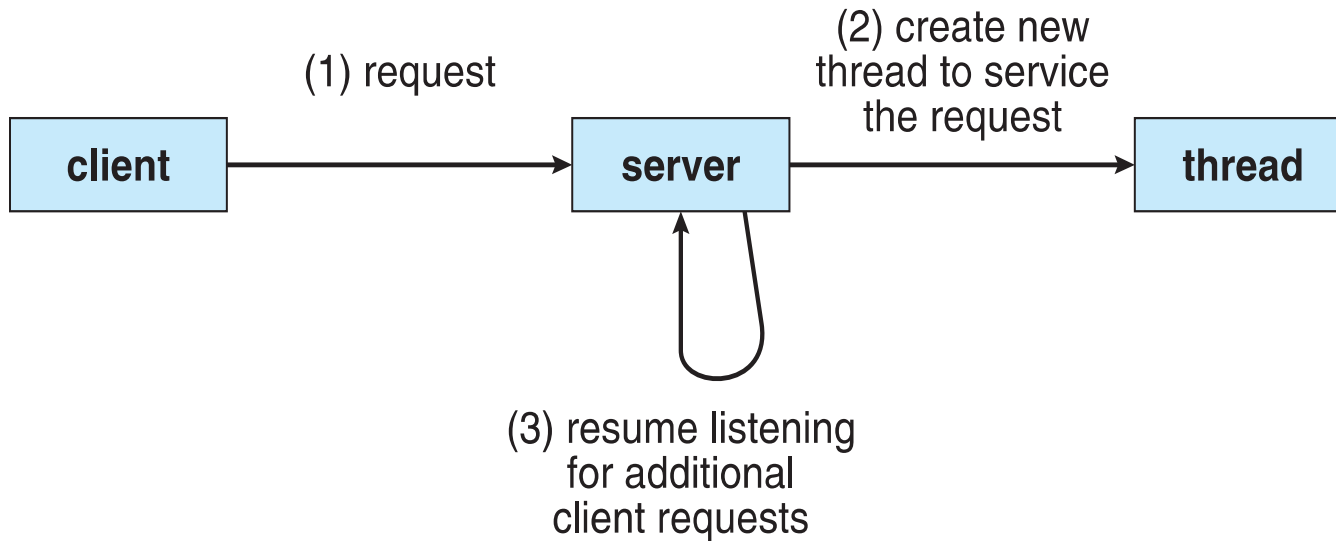 (1) request
(2) create new
thread to service
the request
client
server
thread
(3) resume listening
for additional
client requests